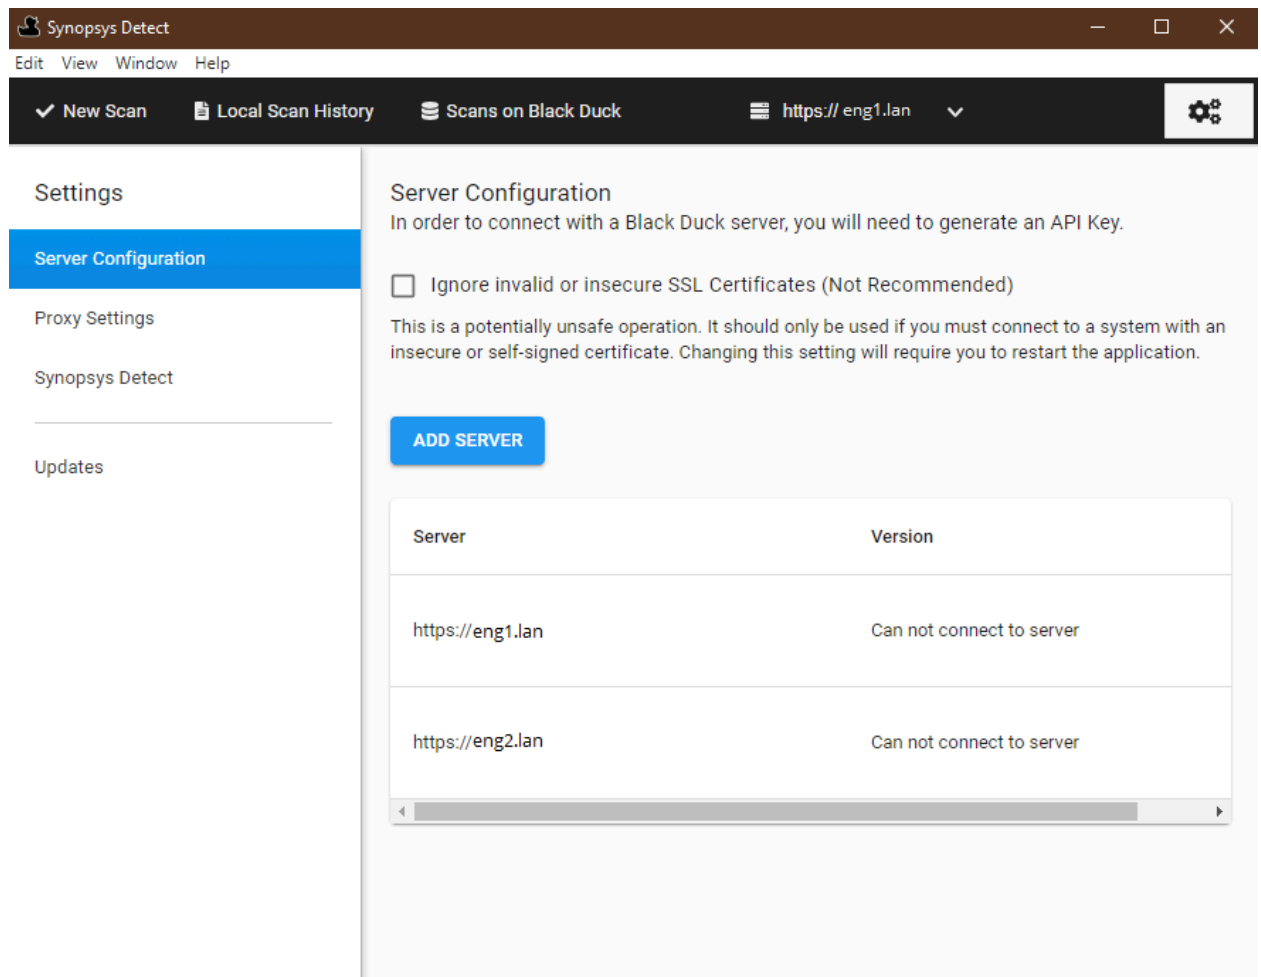 Synopsys Detect
Edit View Window Help
New Scan Local Scan History Scans on Black Duck https:// eng1.lan
Settings
Server Configuration
Proxy Settings
Synopsys Detect
Updates
Server Configuration
In order to connect with a Black Duck server, you will need to generate an API Key.
Ignore invalid or insecure SSL Certificates (Not Recommended)
This is a potentially unsafe operation. It should only be used if you must connect to a system with an
insecure or self-signed certificate. Changing this setting will require you to restart the application.
ADD SERVER
Server Version
https://eng1.lan Can not connect to server
https://eng2.lan Can not connect to server